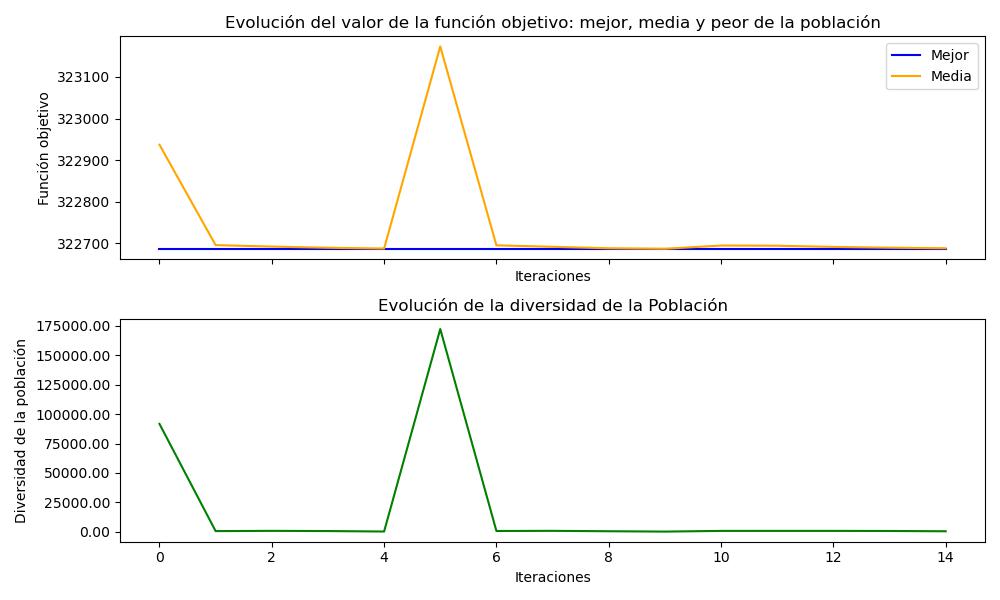 Evolución del valor de la función objetivo: mejor, media y peor de la población
Función objetivo
323100
323000
322900
322800
322700
Mejor
Media
Iteraciones
Evolución de la diversidad de la Población
Diversidad de la población
175000.00
150000.00
125000.00
100000.00
75000.00
50000.00
25000.00
0.00
0 2 4 6 8 10 12 14
Iteraciones